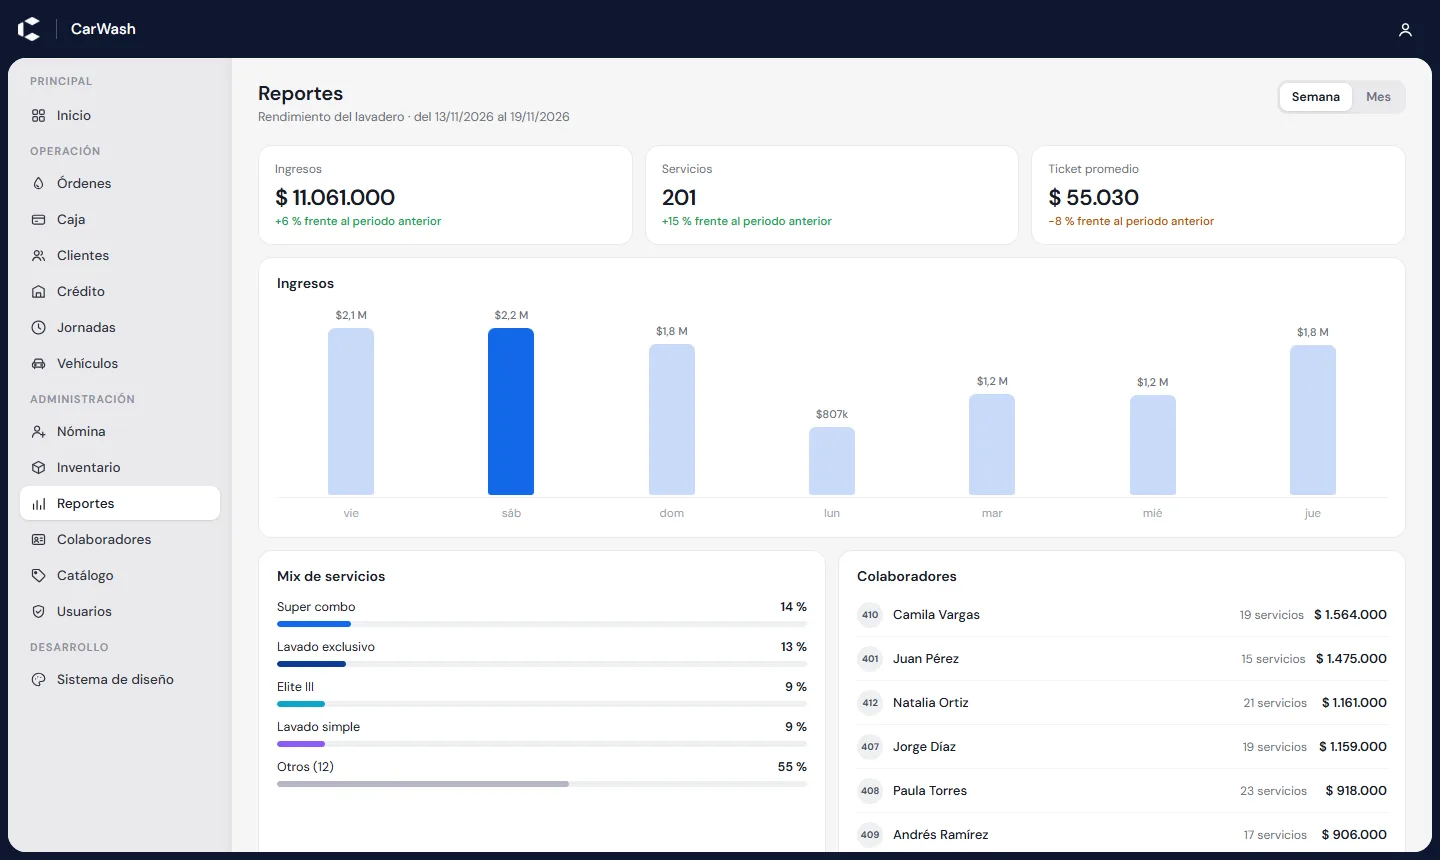 CarWash
PRINCIPAL
Inicio
OPERACIÓN
Órdenes
Caja
Clientes
Crédito
Jornadas
Vehículos
ADMINISTRACIÓN
Nómina
Inventario
Reportes
Colaboradores
Catálogo
Usuarios
DESARROLLO
Sistema de diseño
Reportes
Rendimiento del lavadero · del 13/11/2026 al 19/11/2026
Semana Mes
Ingresos
$ 11.061.000
+6 % frente al periodo anterior
Servicios
201
+15 % frente al periodo anterior
Ticket promedio
$ 55.030
−8 % frente al periodo anterior
Ingresos
$2,1 M $2,2 M $1,8 M $807k $1,2 M $1,2 M $1,8 M
vie sáb dom lun mar mié jue
Mix de servicios
Super combo 14 %
Lavado exclusivo 13 %
Elite III 9 %
Lavado simple 9 %
Otros (12) 55 %
Colaboradores
410 Camila Vargas 19 servicios $ 1.564.000
401 Juan Pérez 15 servicios $ 1.475.000
412 Natalia Ortiz 21 servicios $ 1.161.000
407 Jorge Díaz 19 servicios $ 1.159.000
408 Paula Torres 23 servicios $ 918.000
409 Andrés Ramírez 17 servicios $ 906.000